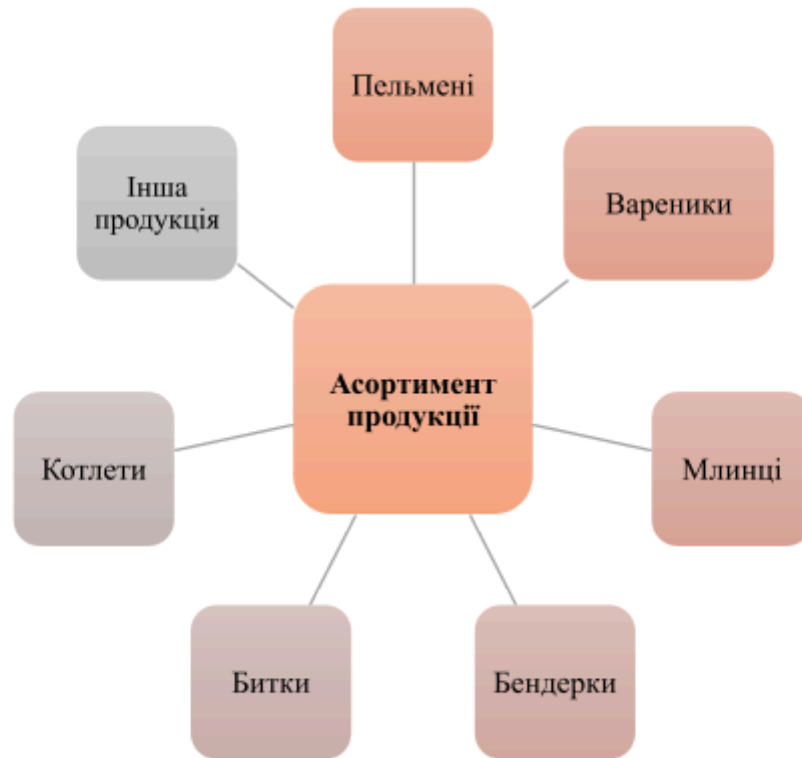 Пельмені
Інша
продукція
Вареники
Асортимент
продукції
Котлети
Млинці
Битки
Бендерки